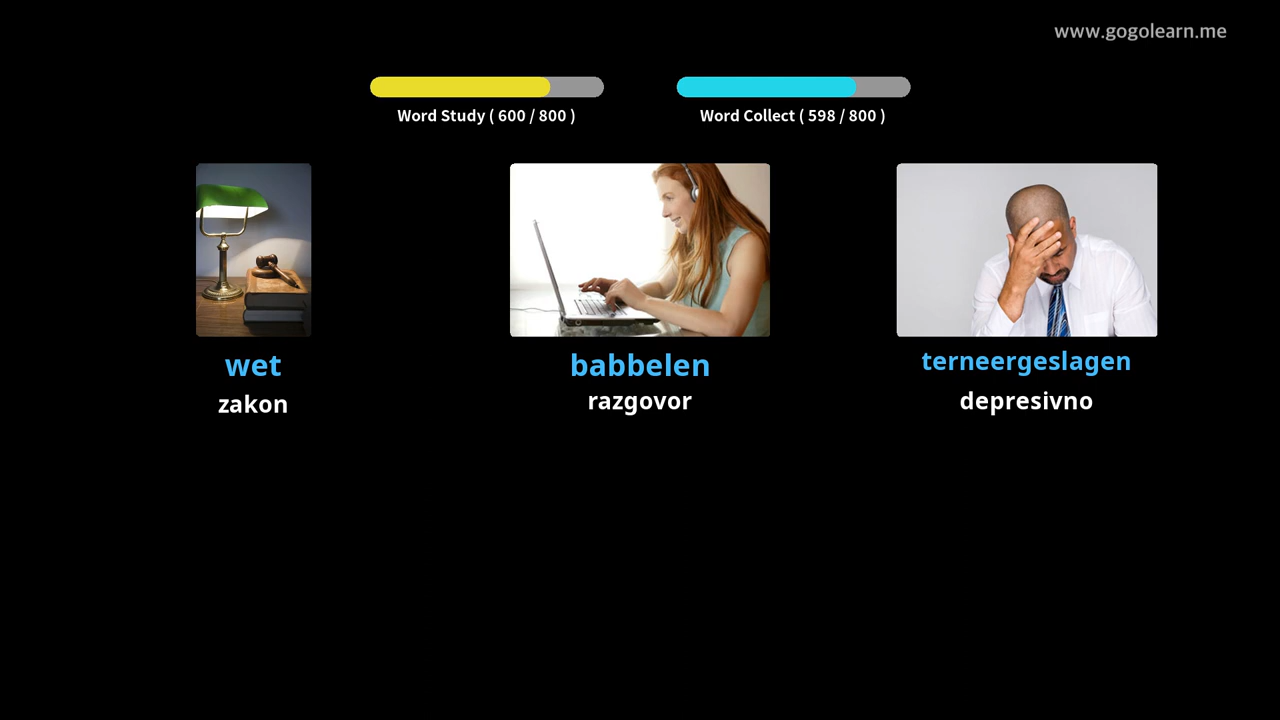 www.gogolearn.me
Word Study ( 600 / 800 )
Word Collect ( 598 / 800 )
wet
zakon
babbelen
razgovor
terneergeslagen
depresivno